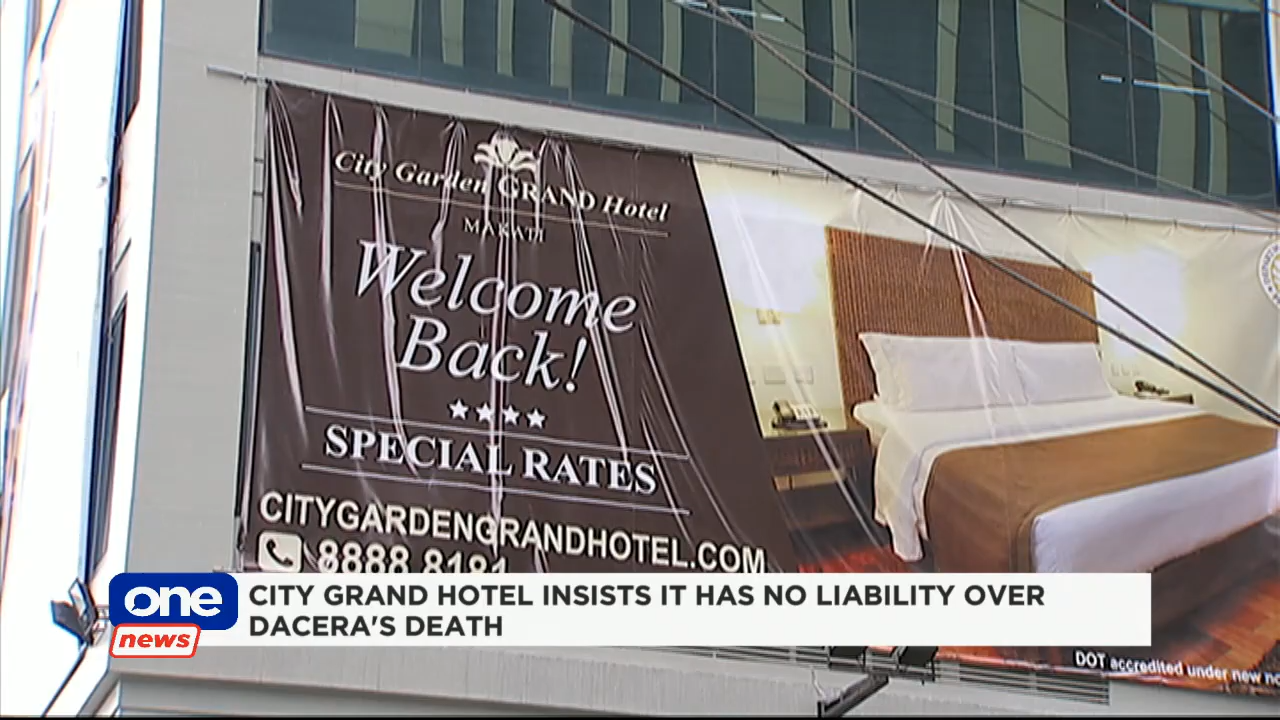 City Garden GRAND Hotel
MAKATI
Welcome
Back!
SPECIAL RATES
CITYGARDENGRANDHOTEL.COM
8888 8181
one
news
CITY GRAND HOTEL INSISTS IT HAS NO LIABILITY OVER
DACERA'S DEATH
DOT accredited under new